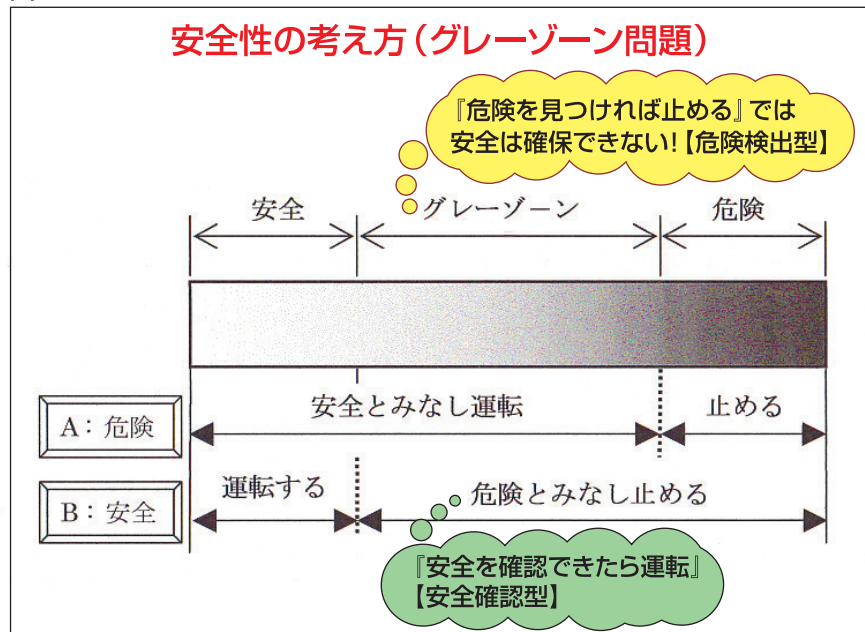 安全性の考え方（グレーゾーン問題）
『危険を見つければ止める』では
安全は確保できない！【危険検出型】
安全 グレーゾーン 危険
A：危険 安全とみなし運転 止める
B：安全 運転する 危険とみなし止める
『安全を確認できたら運転』
【安全確認型】